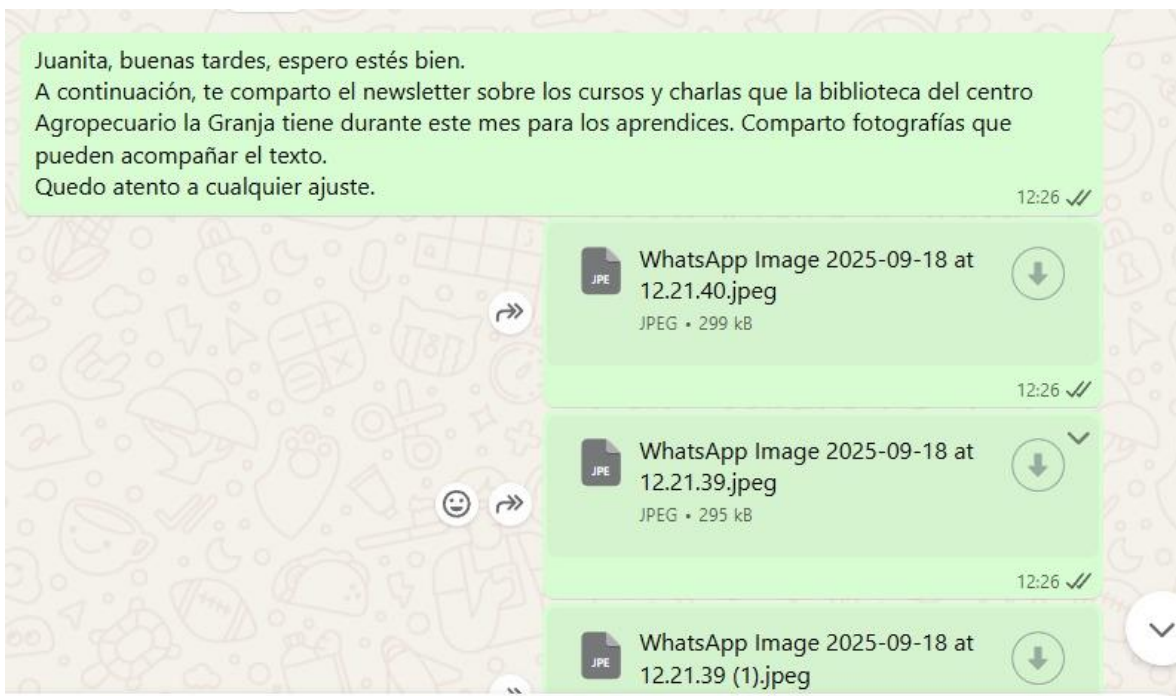 Juanita, buenas tardes, espero estés bien.
A continuación, te comparto el newsletter sobre los cursos y charlas que la biblioteca del centro
Agropecuario la Granja tiene durante este mes para los aprendices. Comparto fotografías que
pueden acompañar el texto.
Quedo atento a cualquier ajuste.
12:26
JPE
WhatsApp Image 2025-09-18 at
12.21.40.jpeg
JPEG • 299 kB
12:26
JPE
WhatsApp Image 2025-09-18 at
12.21.39.jpeg
JPEG • 295 kB
12:26
JPE
WhatsApp Image 2025-09-18 at
12.21.39 (1).jpeg